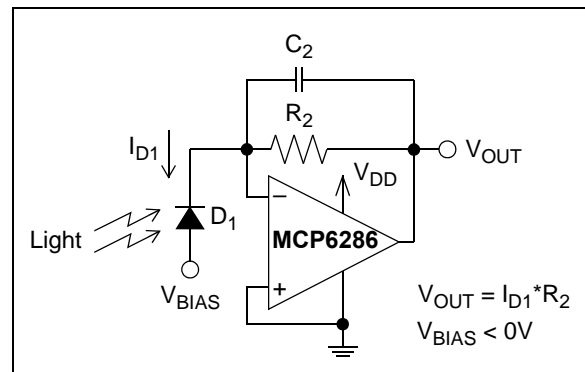 C2
R2
ID1
VOUT
VDD
−
D1
MCP6286
Light
+
VBIAS
VOUT = ID1*R2
VBIAS < 0V